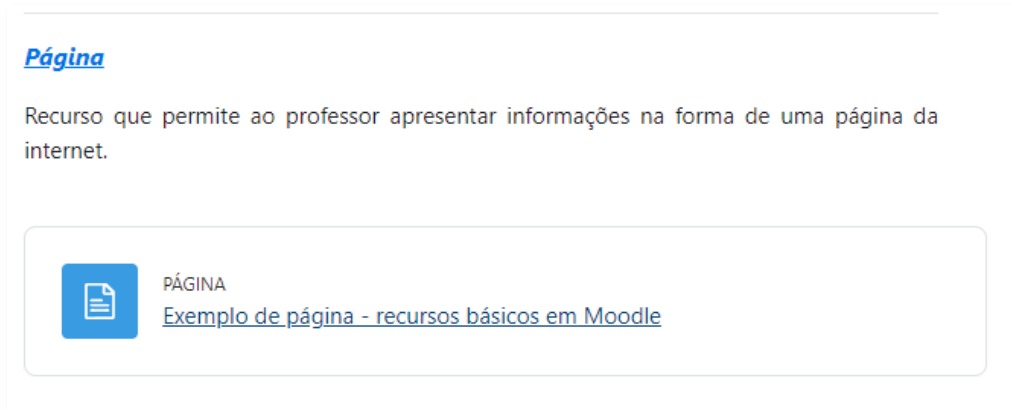 Página
Recurso que permite ao professor apresentar informações na forma de uma página da
internet.
PÁGINA
Exemplo de página - recursos básicos em Moodle